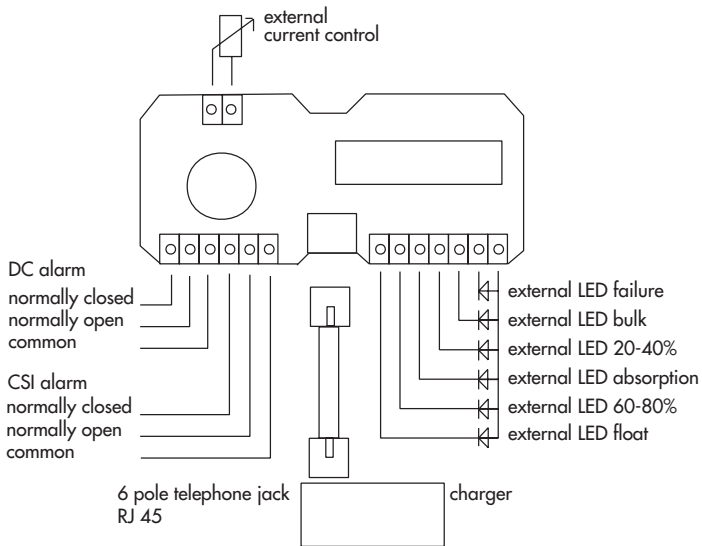 external
current control
DC alarm
normally closed
normally open
common
CSI alarm
normally closed
normally open
common
external LED failure
external LED bulk
external LED 20-40%
external LED absorption
external LED 60-80%
external LED float
6 pole telephone jack
RJ 45
charger